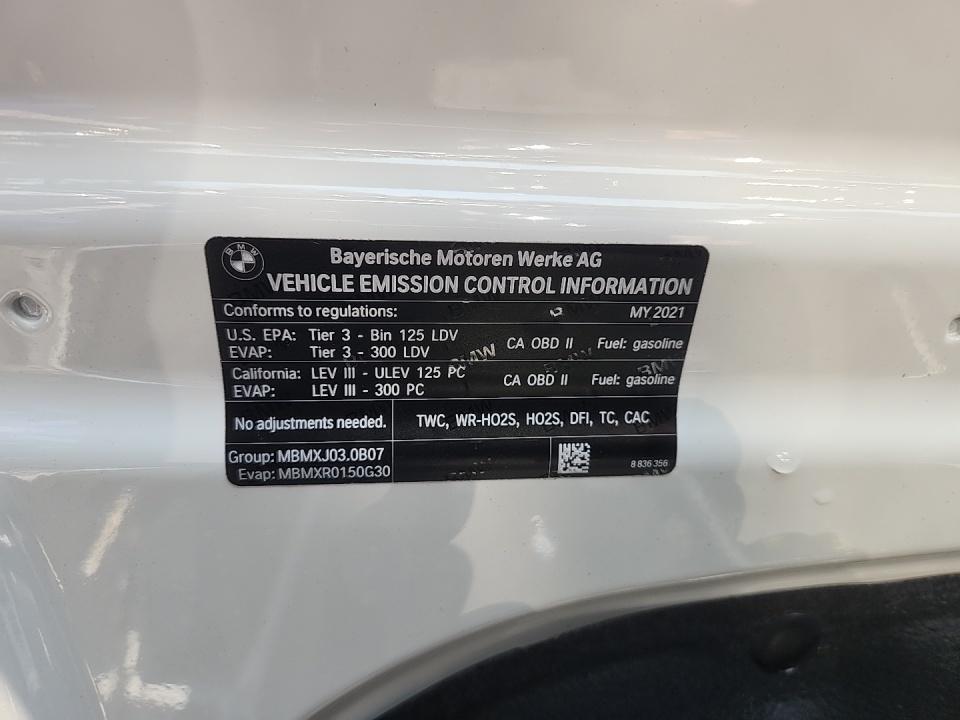 BMW
Bayerische Motoren Werke AG
VEHICLE EMISSION CONTROL INFORMATION
Conforms to regulations: MY 2021
U.S. EPA: Tier 3 - Bin 125 LDV
EVAP: Tier 3 - 300 LDV
CA OBD II Fuel: gasoline
California: LEV III - ULEV 125 PC
EVAP: LEV III - 300 PC
CA OBD II Fuel: gasoline
No adjustments needed. TWC, WR-HO2S, HO2S, DFI, TC, CAC
Group: MBMXJ03.0B07
Evap: MBMXR0150G30
8 836 356